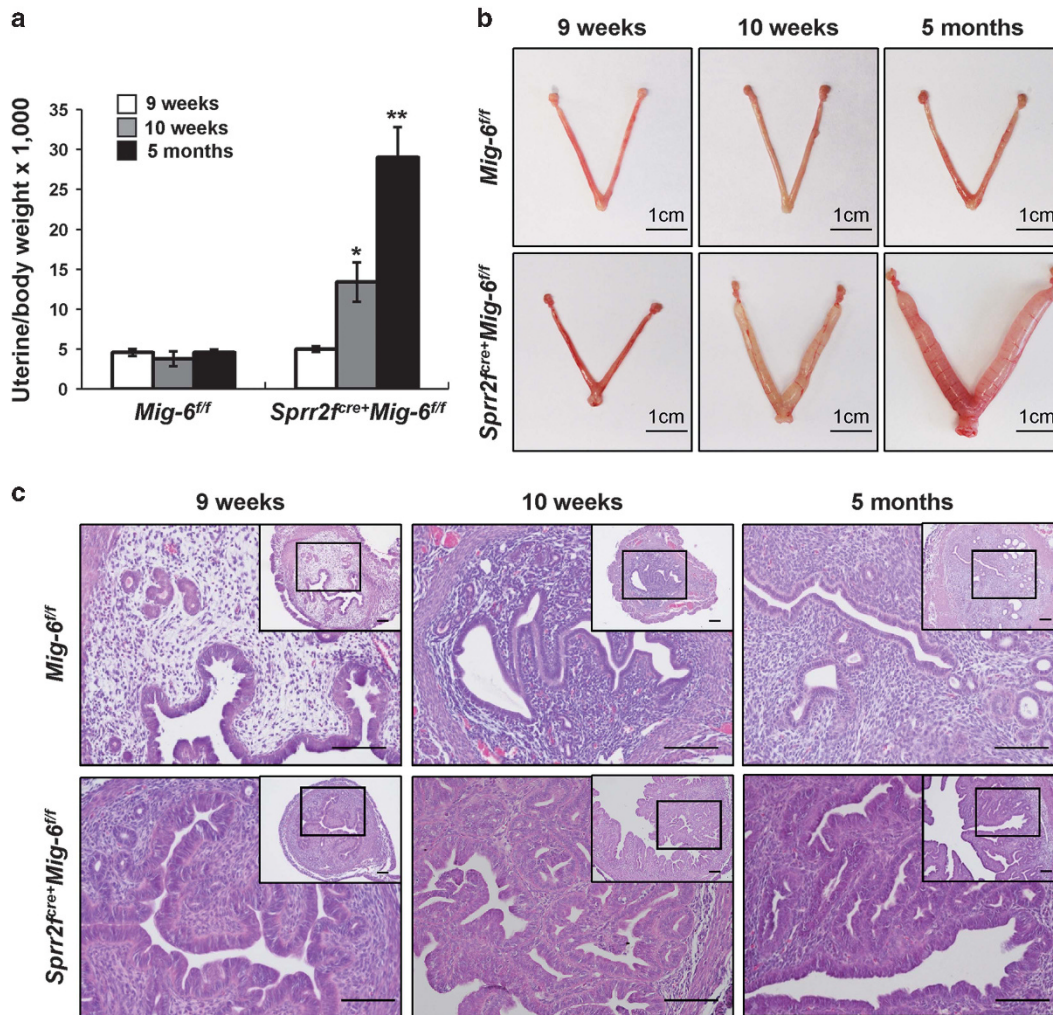 a
Uterine/body weight x 1,000
35
30
25
20
15
10
5
0
9 weeks
10 weeks
5 months
*
**
Mig-6f/f
Sprr2fcre+Mig-6f/f
b
9 weeks 10 weeks 5 months
Mig-6f/f
1cm 1cm 1cm
Sprr2fcre+Mig-6f/f
1cm 1cm 1cm
c
9 weeks 10 weeks 5 months
Mig-6f/f
Sprr2fcre+Mig-6f/f